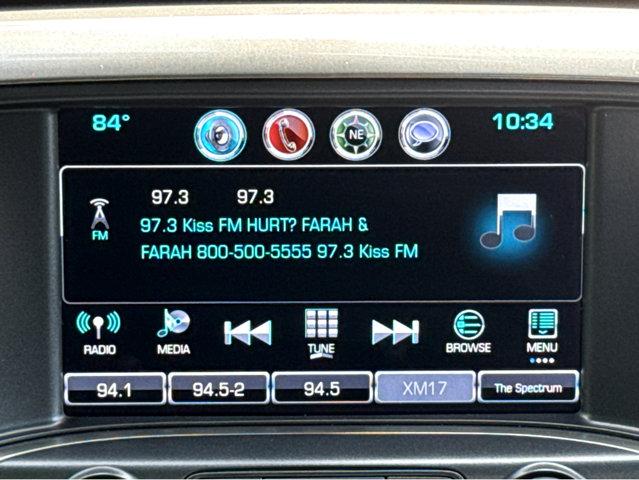 84° NE 10:34
97.3 97.3
FM
97.3 Kiss FM HURT? FARAH &
FARAH 800-500-5555 97.3 Kiss FM
RADIO MEDIA TUNE BROWSE MENU
94.1 94.5-2 94.5 XM17 The Spectrum